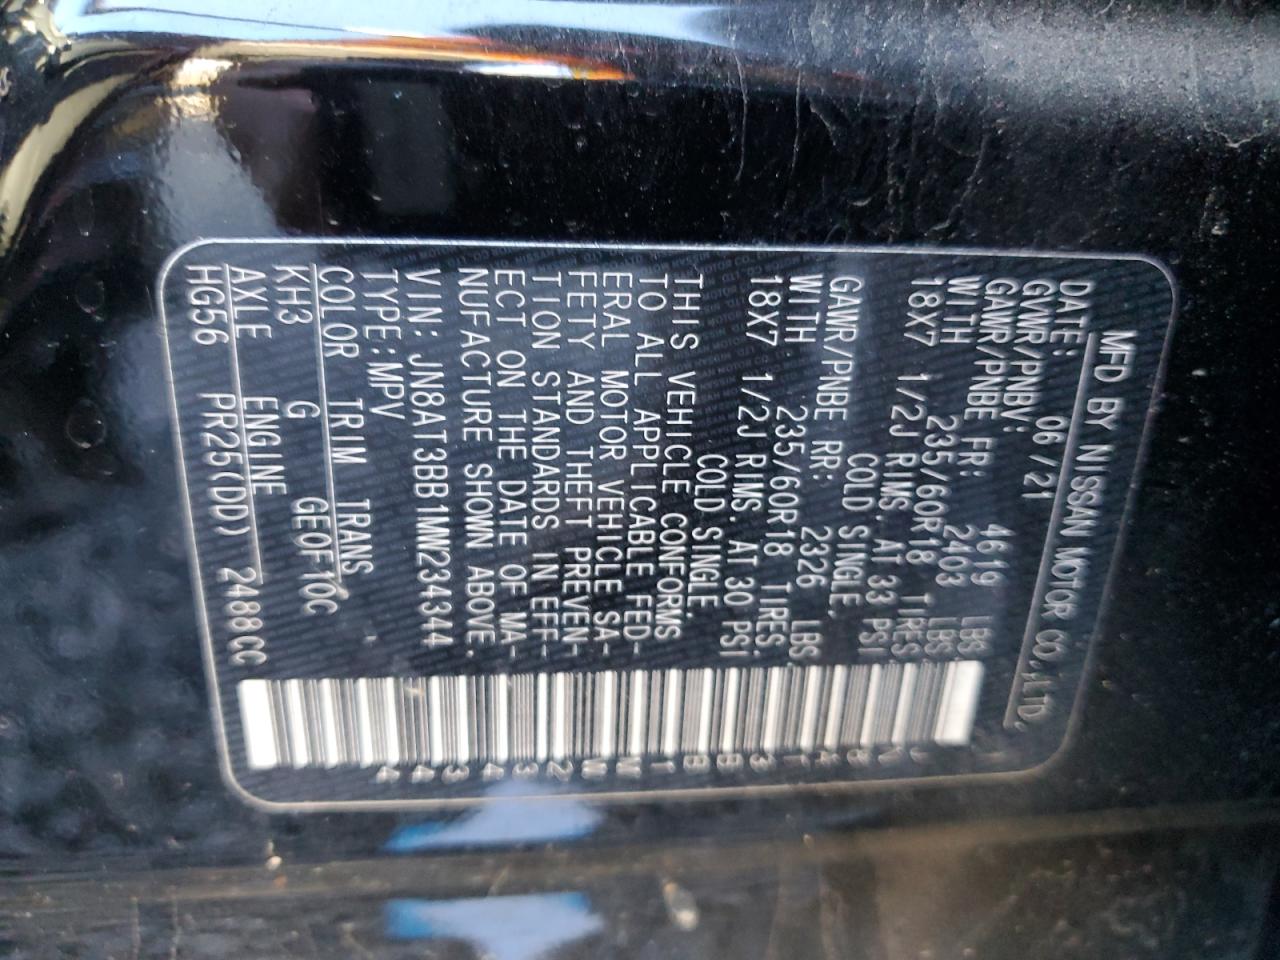 MFD BY NISSAN MOTOR CO.,LTD.
DATE: 06/21
GVWR/PNBV: 4619 LBS
GAWR/PNBE FR: 2403 LBS
WITH 235/60R18 TIRES,
18X7 1/2J RIMS. AT 33 PSI
COLD SINGLE.
GAWR/PNBE RR: 2326 LBS
WITH 235/60R18 TIRES,
18X7 1/2J RIMS. AT 30 PSI
COLD SINGLE.
THIS VEHICLE CONFORMS
TO ALL APPLICABLE FED-
ERAL MOTOR VEHICLE SA-
FETY AND THEFT PREVEN-
TION STANDARDS IN EFF-
ECT ON THE DATE OF MA-
NUFACTURE SHOWN ABOVE.
VIN: JN8AT3BB1MW234344
TYPE:MPV
COLOR TRIM TRANS
KH3 G GE0F10C
AXLE ENGINE
HG56 PR25(DD) 2488CC
JN8AT3BB1MW234344